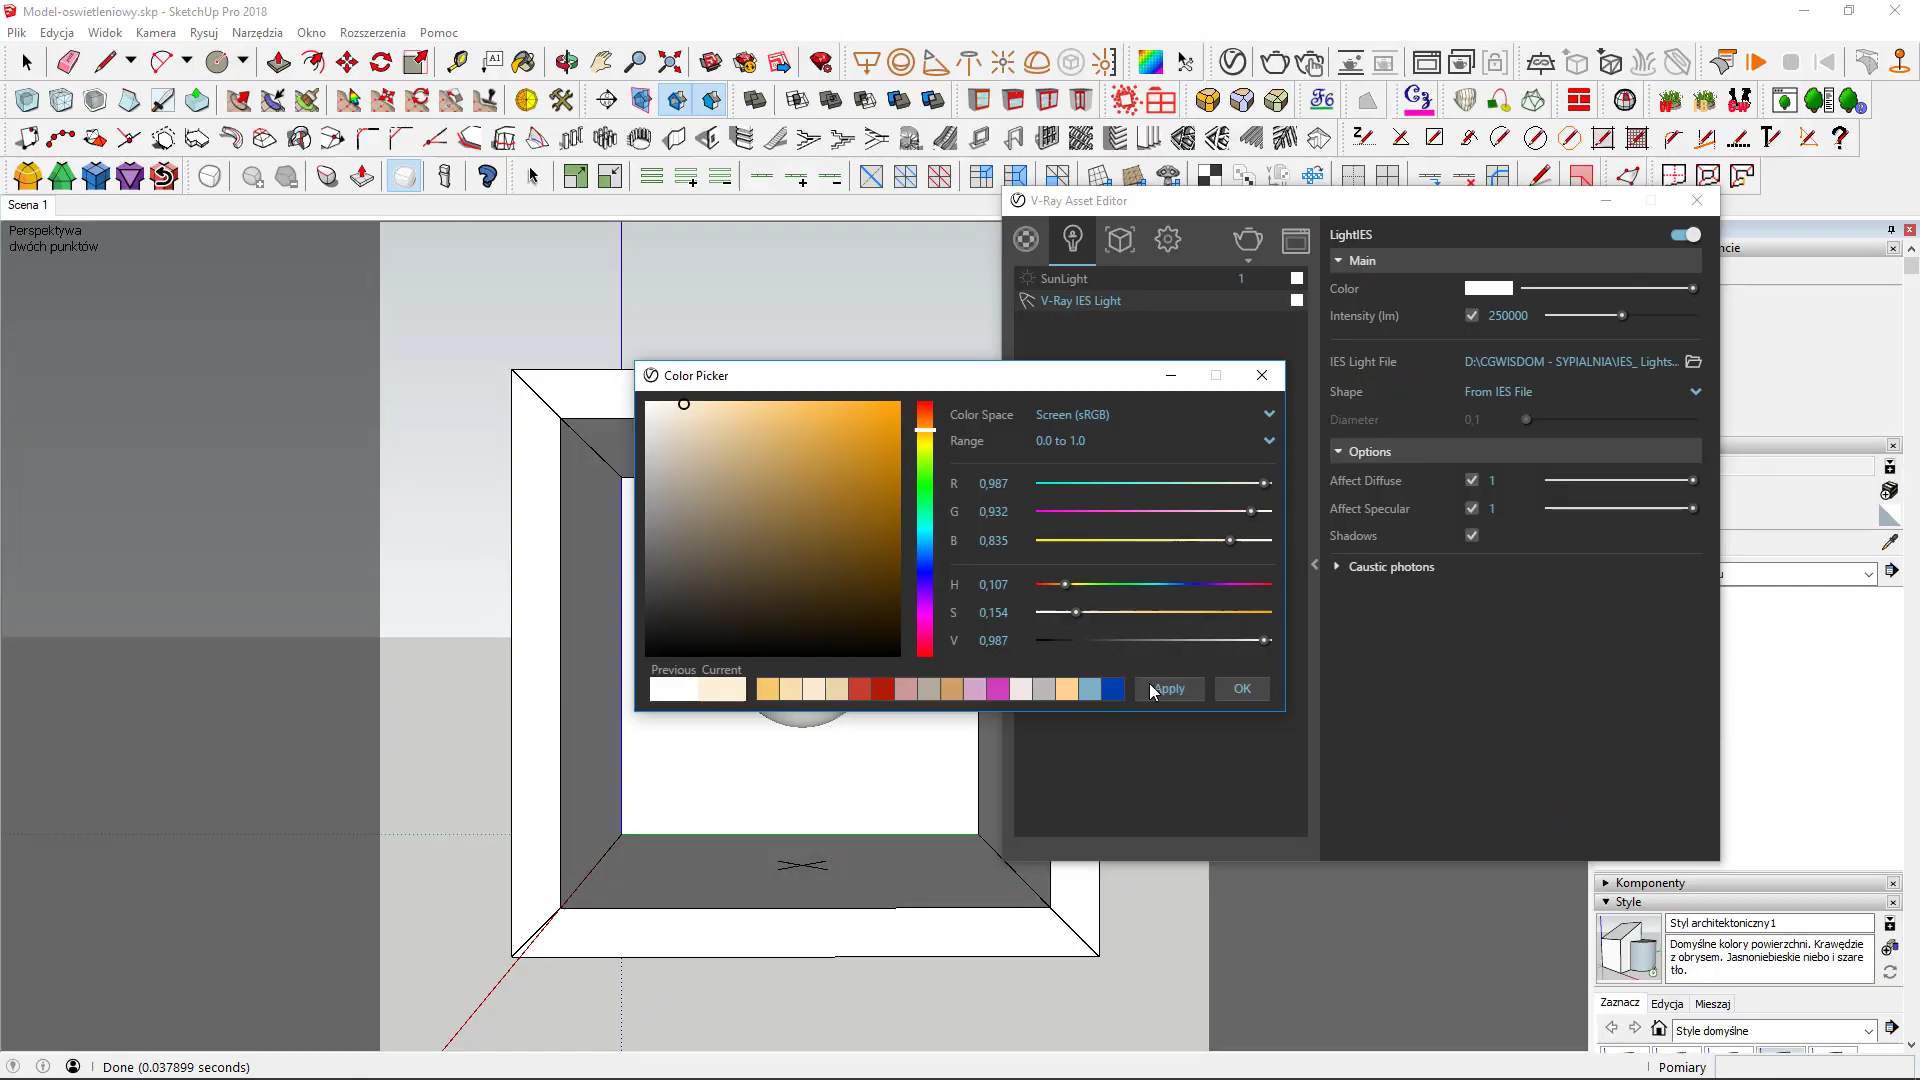 Model-oswietleniowy.skp - SketchUp Pro 2018
Plik Edycja Widok Kamera Rysuj Narzędzia Okno Rozszerzenia Pomoc
Scena 1
Perspektywa
dwóch punktów
V-Ray Asset Editor
SunLight 1
V-Ray IES Light
LightIES
Main
Color
Intensity (lm) 250000
IES Light File D:\CGWISDOM - SYPIALNIA\IES_ Lights...
Shape From IES File
Diameter 0,1
Options
Affect Diffuse 1
Affect Specular 1
Shadows
Caustic photons
Color Picker
Color Space Screen (sRGB)
Range 0.0 to 1.0
R 0,987
G 0,932
B 0,835
H 0,107
S 0,154
V 0,987
Previous Current
Apply OK
ncie
Komponenty
Style
Styl architektoniczny1
Domyślne kolory powierzchni. Krawędzie
z obrysem. Jasnoniebieskie niebo i szare
tło.
Zaznacz Edycja Mieszaj
Style domyślne
Done (0.037899 seconds)
Pomiary